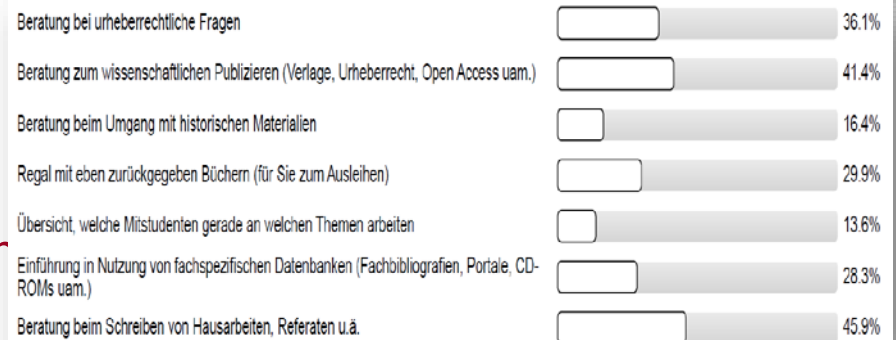 Beratung bei urheberrechtliche Fragen 36.1%
Beratung zum wissenschaftlichen Publizieren (Verlage, Urheberrecht, Open Access uam.) 41.4%
Beratung beim Umgang mit historischen Materialien 16.4%
Regal mit eben zurückgegeben Büchern (für Sie zum Ausleihen) 29.9%
Übersicht, welche Mitstudenten gerade an welchen Themen arbeiten 13.6%
Einführung in Nutzung von fachspezifischen Datenbanken (Fachbibliografien, Portale, CD-
ROMs uam.) 28.3%
Beratung beim Schreiben von Hausarbeiten, Referaten u.ä. 45.9%